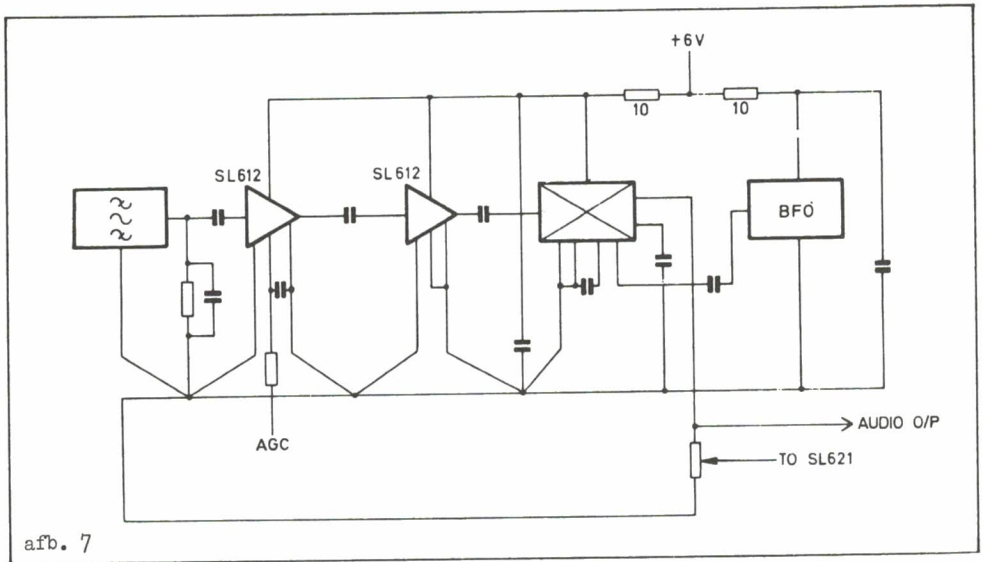 +6V
10
10
SL612
SL612
BFO
AUDIO O/P
AGC
TO SL621
afb. 7